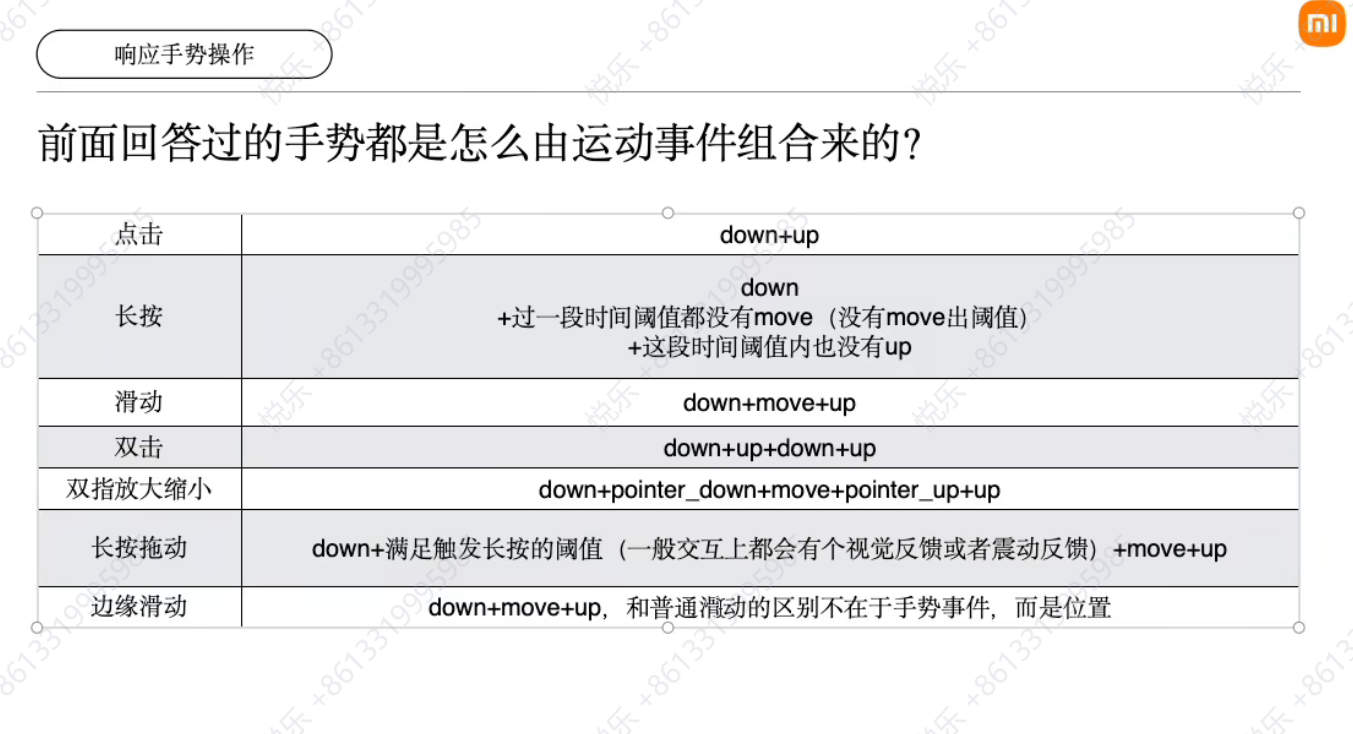 响应手势操作
mi
前面回答过的手势都是怎么由运动事件组合来的？
点击
down+up
长按
down
+过一段时间阈值都没有move（没有move出阈值）
+这段时间阈值内也没有up
滑动
down+move+up
双击
down+up+down+up
双指放大缩小
down+pointer_down+move+pointer_up+up
长按拖动
down+满足触发长按的阈值（一般交互上都会有个视觉反馈或者震动反馈）+move+up
边缘滑动
down+move+up，和普通滑动的区别不在于手势事件，而是位置
悦乐 +8613319995985